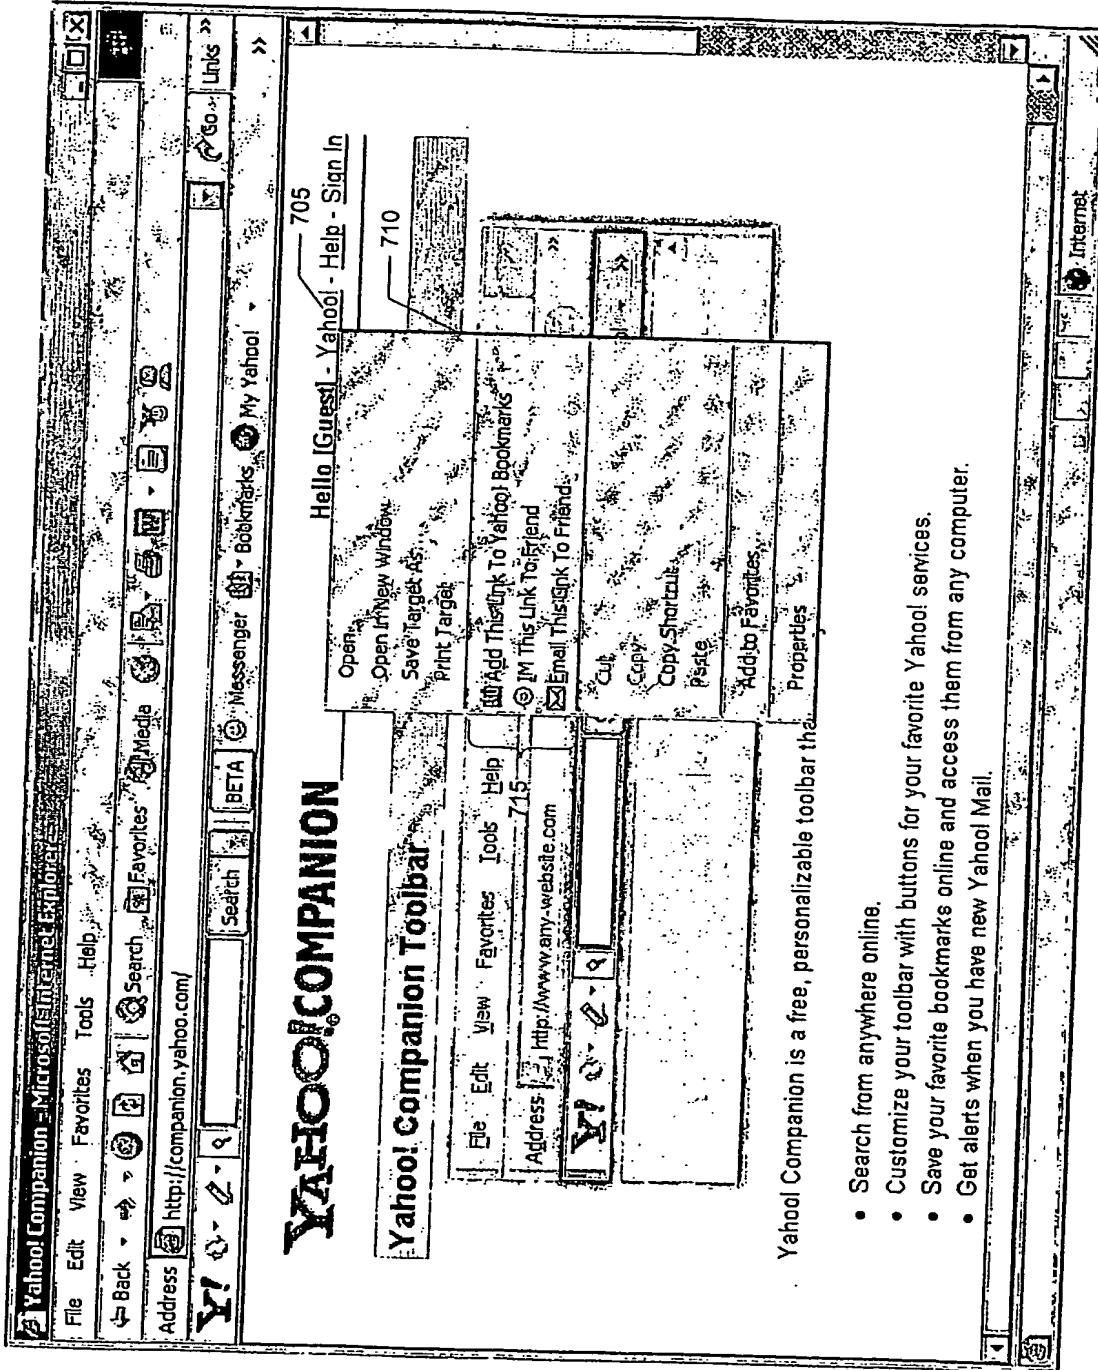 Yahoo! Companion - Microsoft Internet Explorer
File Edit View Favorites Tools Help
Back Search Favorites Media
Address http://companion.yahoo.com/ Go Links »
Y! Search BETA Messenger Bookmarks My Yahoo! »
YAHOO! COMPANION
Hello [Guest] - Yahoo! - Help - Sign In
705
710
Yahoo! Companion Toolbar
File Edit View Favorites Tools Help
715
Address http://www.any-website.com
Y!
Open
Open In New Window
Save Target As
Print Target
Add This Link To Yahoo! Bookmarks
IM This Link To Friend
Email This Link To Friend
Cut
Copy
Copy Shortcut
Paste
Add to Favorites
Properties
Yahoo! Companion is a free, personalizable toolbar tha
• Search from anywhere online.
• Customize your toolbar with buttons for your favorite Yahoo! services.
• Save your favorite bookmarks online and access them from any computer.
• Get alerts when you have new Yahoo! Mail.
Internet